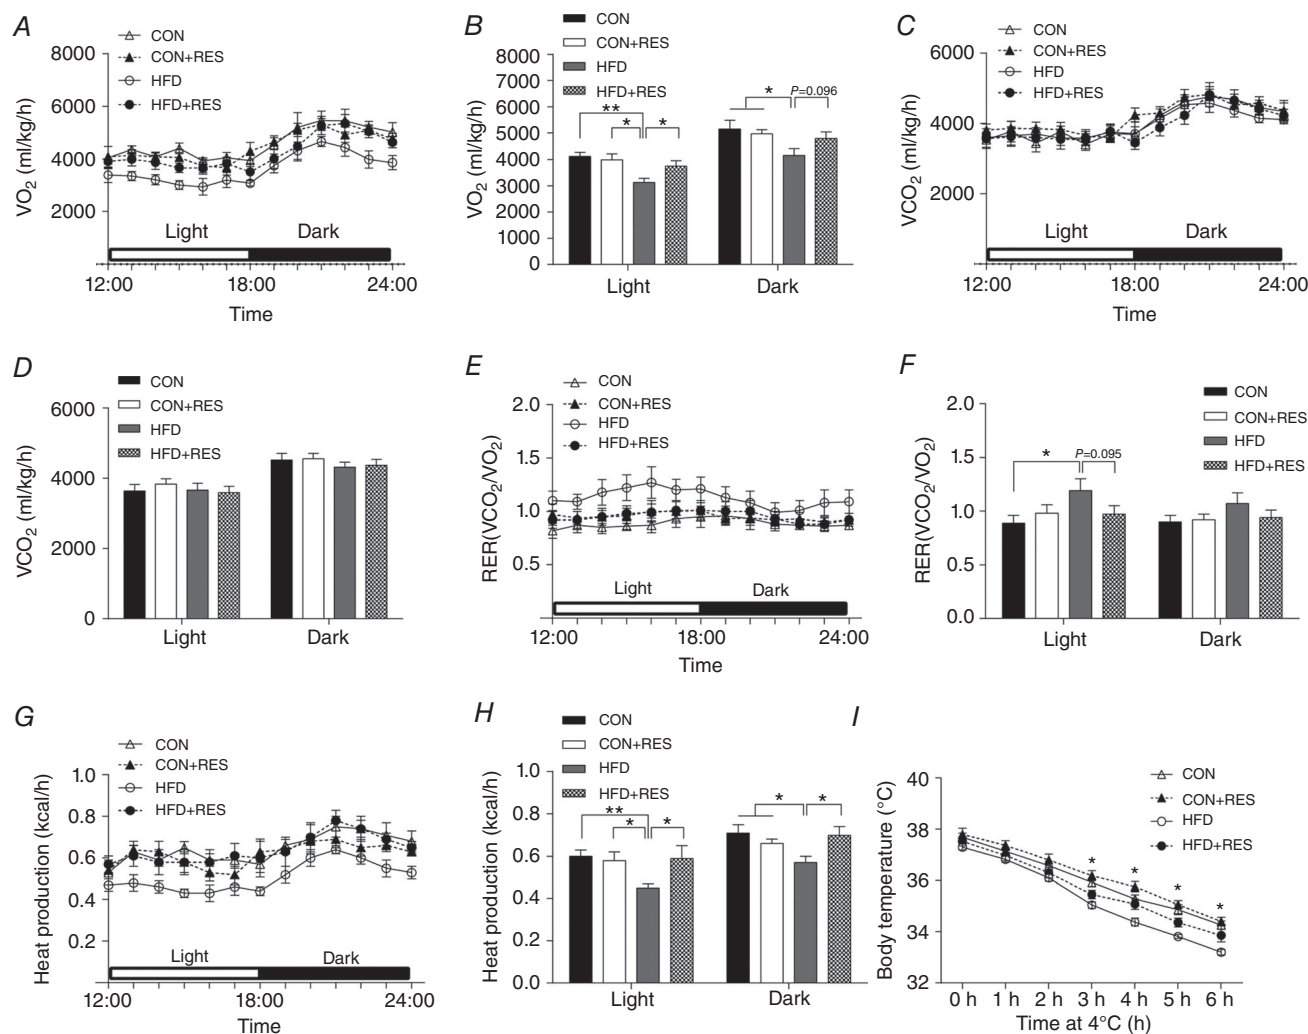 A
CON
CON+RES
HFD
HFD+RES
8000
6000
4000
2000
VO2 (ml/kg/h)
Light Dark
12:00 18:00 24:00
Time
B
CON
CON+RES
HFD
HFD+RES
8000
7000
6000
5000
4000
3000
2000
1000
0
VO2 (ml/kg/h)
** * *
* P=0.096
Light Dark
C
CON
CON+RES
HFD
HFD+RES
6000
4000
2000
VCO2 (ml/kg/h)
Light Dark
12:00 18:00 24:00
Time
D
CON
CON+RES
HFD
HFD+RES
6000
4000
2000
0
VCO2 (ml/kg/h)
Light Dark
E
CON
CON+RES
HFD
HFD+RES
2.0
1.5
1.0
0.5
RER(VCO2/VO2)
Light Dark
12:00 18:00 24:00
Time
F
CON
CON+RES
HFD
HFD+RES
2.0
1.5
1.0
0.5
0.0
RER(VCO2/VO2)
* P=0.095
Light Dark
G
CON
CON+RES
HFD
HFD+RES
1.0
0.8
0.6
0.4
0.2
Heat production (kcal/h)
Light Dark
12:00 18:00 24:00
Time
H
CON
CON+RES
HFD
HFD+RES
1.0
0.8
0.6
0.4
0.2
0.0
Heat production (kcal/h)
** * *
* *
Light Dark
I
CON
CON+RES
HFD
HFD+RES
40
38
36
34
32
Body temperature (°C)
* * * *
0 h 1 h 2 h 3 h 4 h 5 h 6 h
Time at 4°C (h)